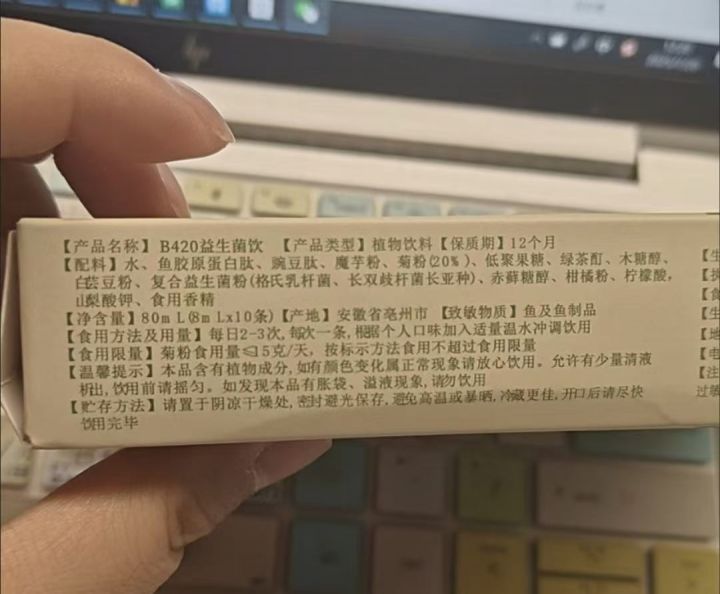 【产品名称】 B420益生菌饮 【产品类型】植物饮料【保质期】12个月
【配料】水、鱼胶原蛋白肽、豌豆肽、魔芋粉、菊粉(20%)、低聚果糖、绿茶酊、木糖醇、
白芸豆粉、复合益生菌粉(格氏乳杆菌、长双歧杆菌长亚种)、赤藓糖醇、柑橘粉、柠檬酸,
山梨酸钾、食用香精
【净含量】80mL(8mLx10条)【产地】安徽省亳州市 【致敏物质】鱼及鱼制品
【食用方法及用量】每日2-3次,每次一条,根据个人口味加入适量温水冲调饮用
【食用限量】菊粉食用量≤15克/天,按标示方法食用不超过食用限量
【温馨提示】本品含有植物成分,如有颜色变化属正常现象请放心饮用。允许有少量清液
析出,饮用前请摇匀。如发现本品有胀袋、溢液现象,请勿饮用
【贮存方法】请置于阴凉干燥处,密封避光保存,避免高温或暴晒,冷藏更佳,开口后请尽快
饮用完毕